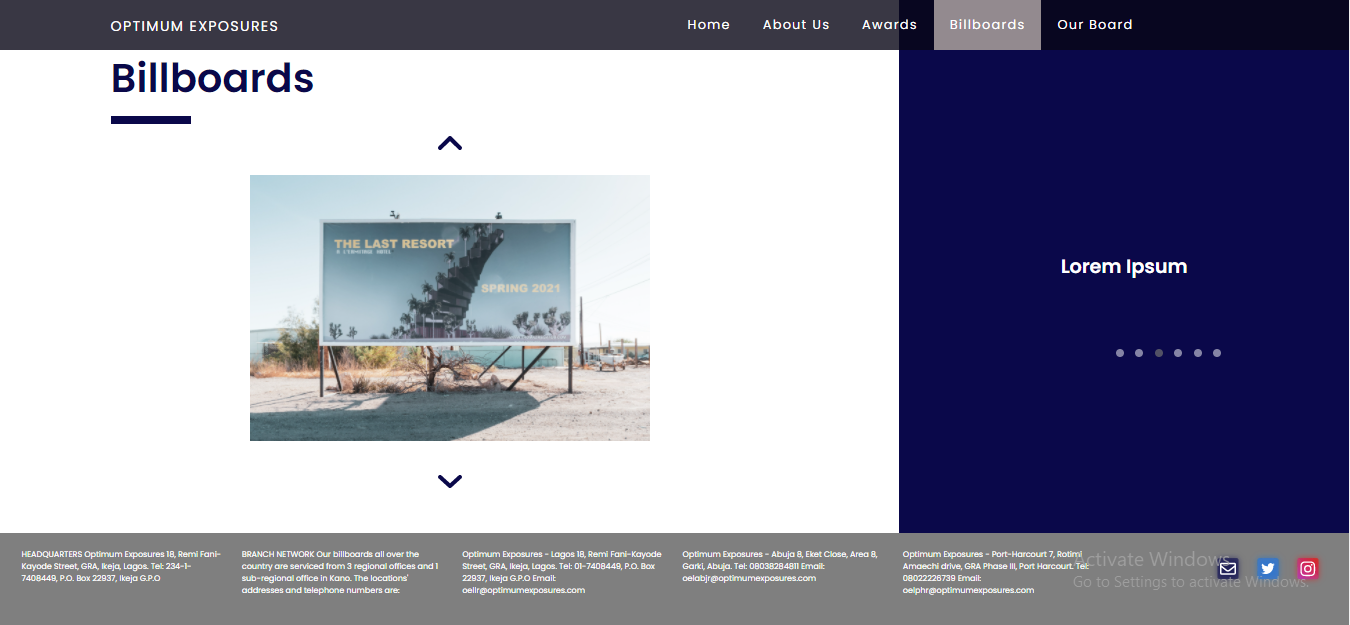 OPTIMUM EXPOSURES
Home About Us Awards Billboards Our Board
Billboards
THE LAST RESORT
SPRING 2021
Lorem Ipsum
HEADQUARTERS Optimum Exposures 18, Remi Fani-
Kayode Street, GRA, Ikeja, Lagos. Tel: 234-1-
7408449, P.O. Box 22937, Ikeja G.P.O
BRANCH NETWORK Our billboards all over the
country are serviced from 3 regional offices and 1
sub-regional office in Kano. The locations'
addresses and telephone numbers are:
Optimum Exposures - Lagos 18, Remi Fani-Kayode
Street, GRA, Ikeja, Lagos. Tel: 01-7408449, P.O. Box
22937, Ikeja G.P.O Email:
oellr@optimumexposures.com
Optimum Exposures - Abuja 8, Eket Close, Area 8,
Garki, Abuja. Tel: 08038284811 Email:
oelabjr@optimumexposures.com
Optimum Exposures - Port-Harcourt 7, Rotimi
Amaechi drive, GRA Phase III, Port Harcourt. Tel:
08022226739 Email:
oelphr@optimumexposures.com
Activate Windows
Go to Settings to activate Windows.